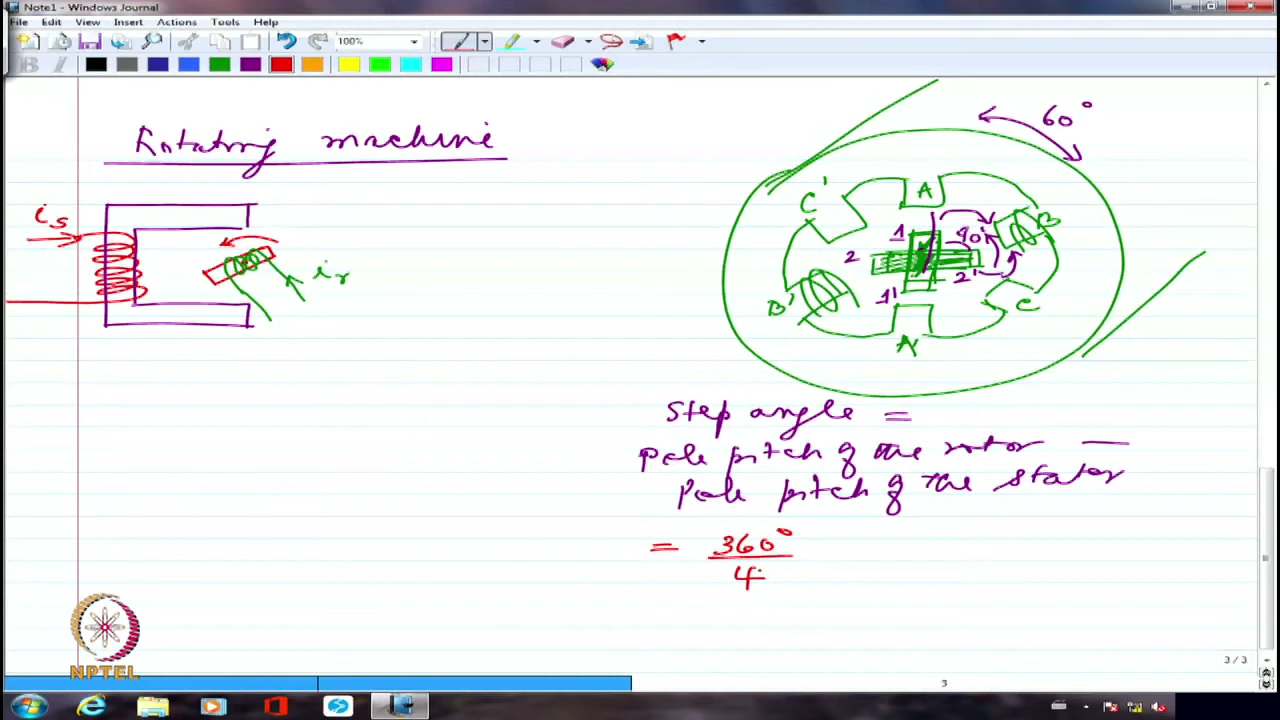 Note1 - Windows Journal
File Edit View Insert Actions Tools Help
100%
B I
Rotating machine
is
ir
60°
C' A B
1 90°
2 2'
1'
B' C
A'
Step angle =
Pole pitch of the rotor —
Pole pitch of the stator
= 360°
4
NPTEL
3 / 3
3